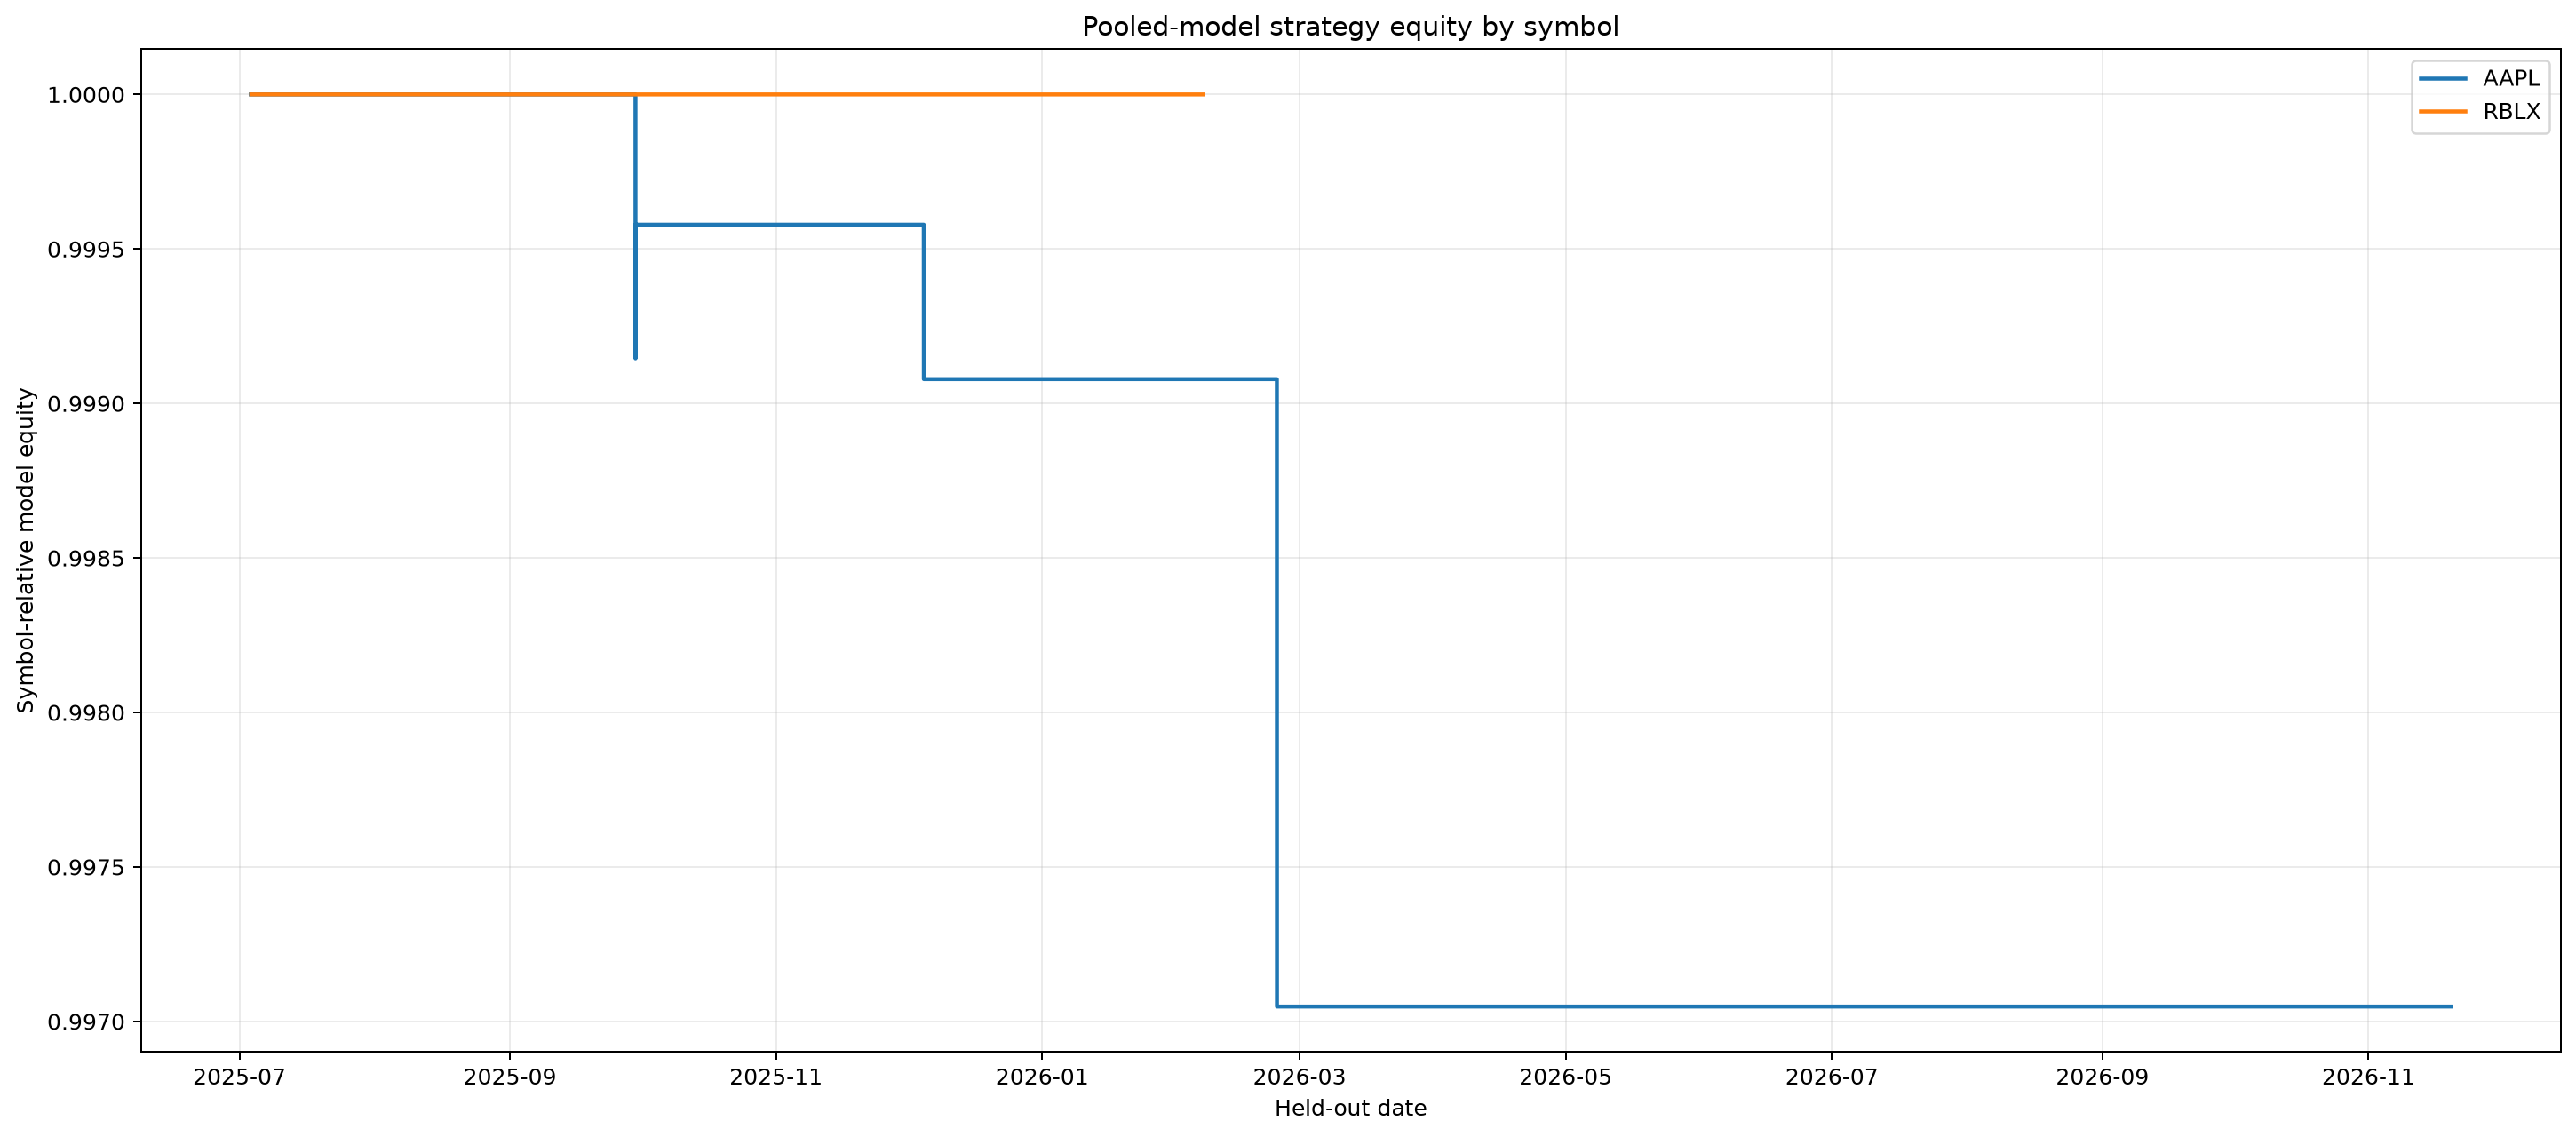 Pooled-model strategy equity by symbol
AAPL
RBLX
Symbol-relative model equity
1.0000
0.9995
0.9990
0.9985
0.9980
0.9975
0.9970
2025-07 2025-09 2025-11 2026-01 2026-03 2026-05 2026-07 2026-09 2026-11
Held-out date